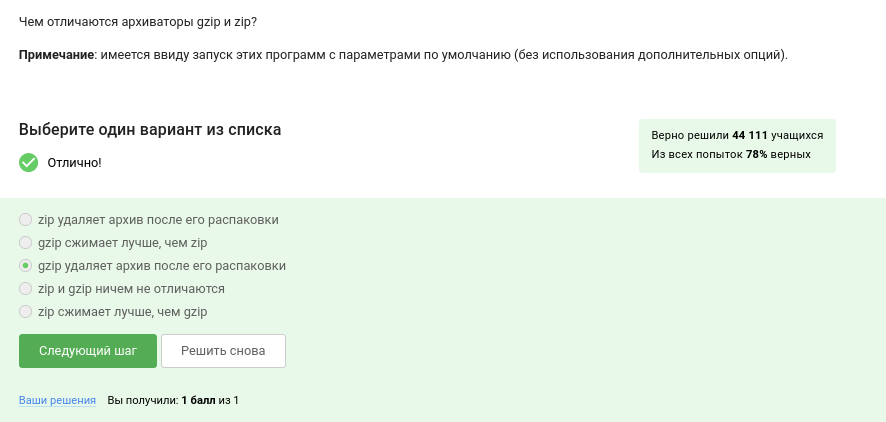 Чем отличаются архиваторы gzip и zip?
Примечание: имеется ввиду запуск этих программ с параметрами по умолчанию (без использования дополнительных опций).
Выберите один вариант из списка
Верно решили 44 111 учащихся
Из всех попыток 78% верных
Отлично!
zip удаляет архив после его распаковки
gzip сжимает лучше, чем zip
gzip удаляет архив после его распаковки
zip и gzip ничем не отличаются
zip сжимает лучше, чем gzip
Следующий шаг Решить снова
Ваши решения Вы получили: 1 балл из 1